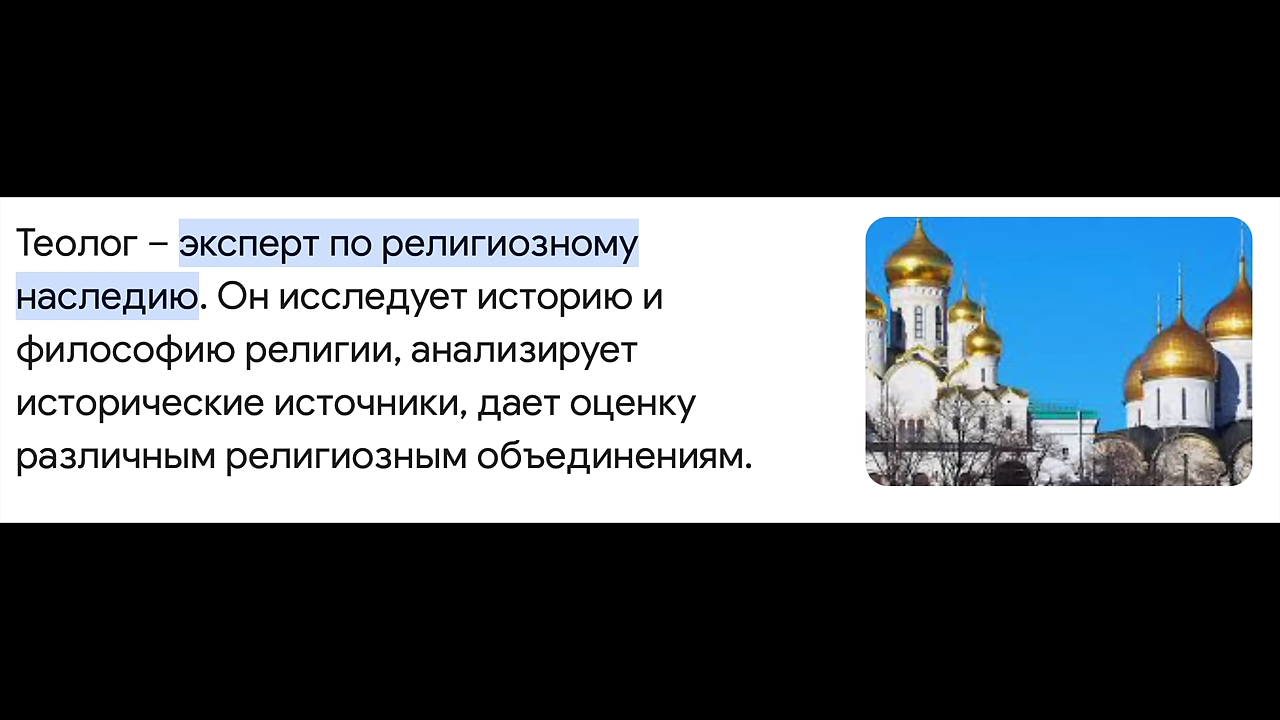 Теолог – эксперт по религиозному
наследию. Он исследует историю и
философию религии, анализирует
исторические источники, дает оценку
различным религиозным объединениям.